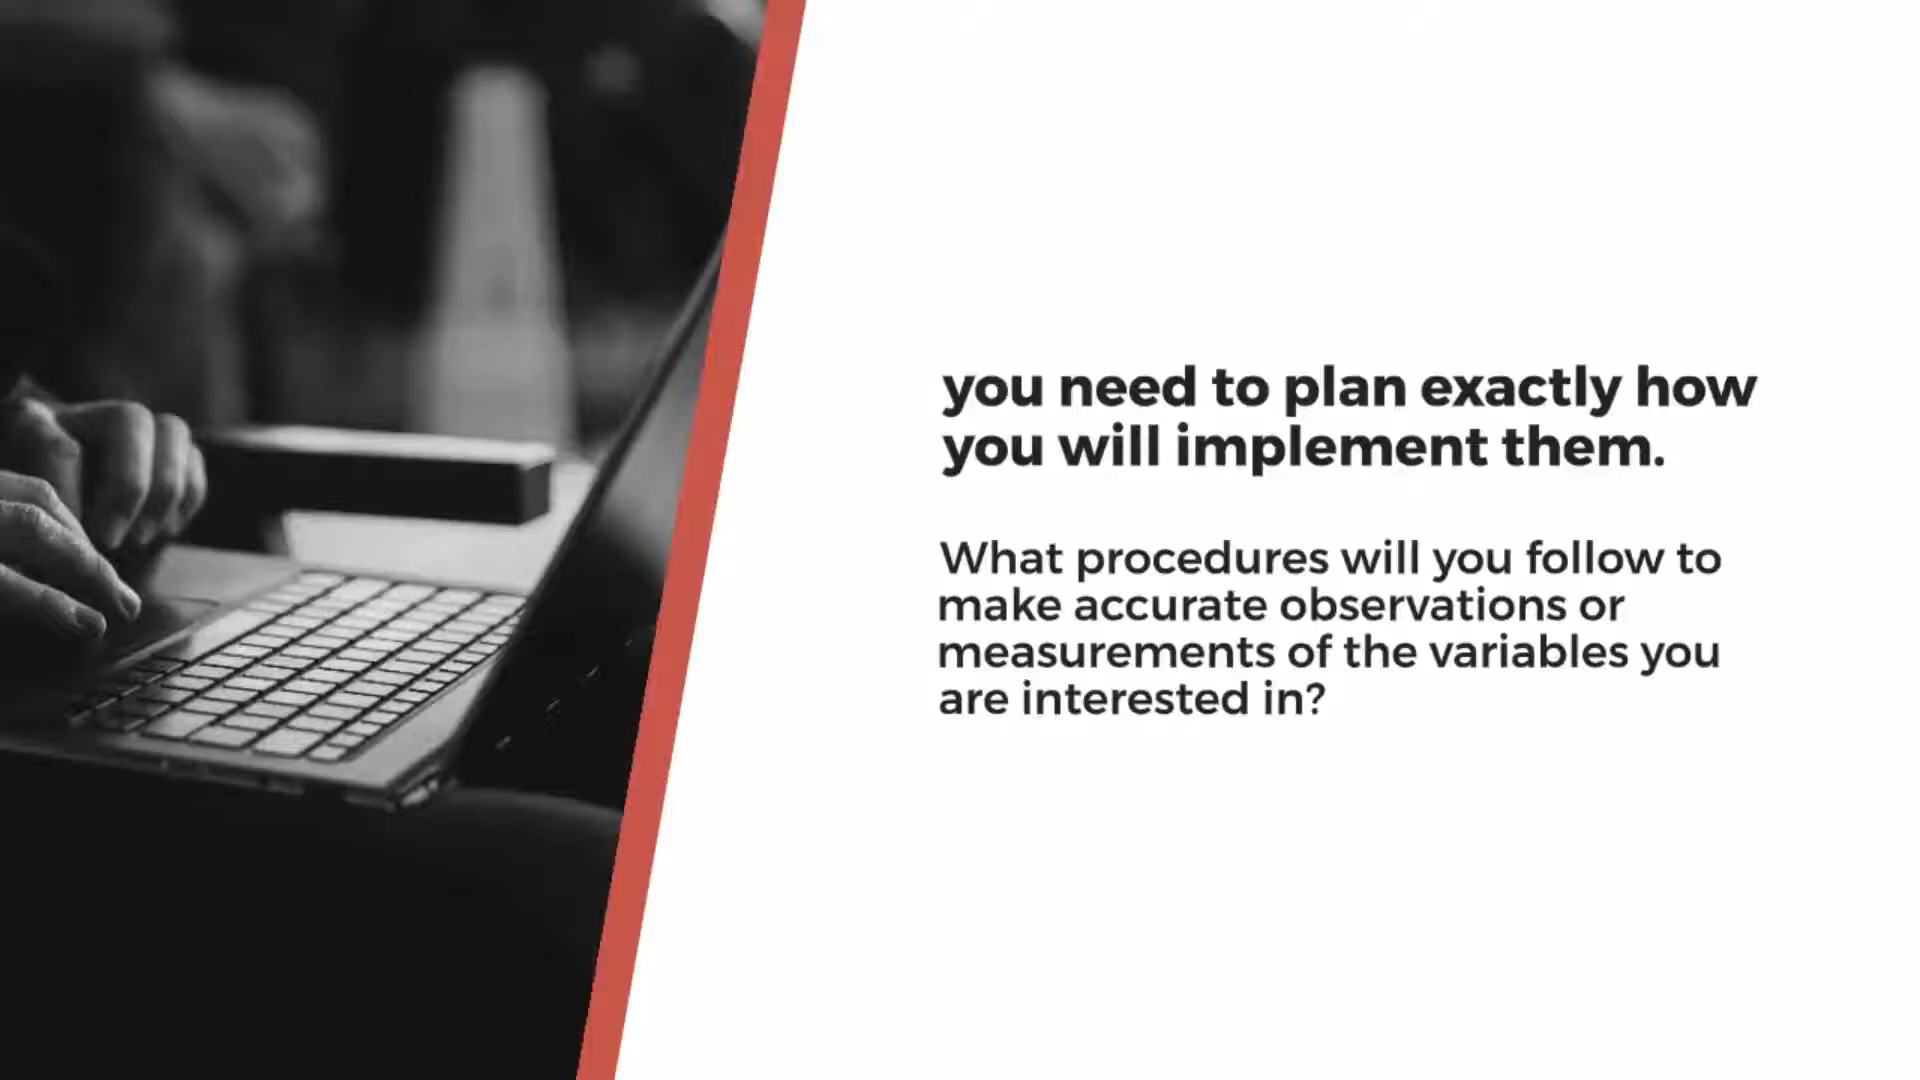 you need to plan exactly how
you will implement them.
What procedures will you follow to
make accurate observations or
measurements of the variables you
are interested in?